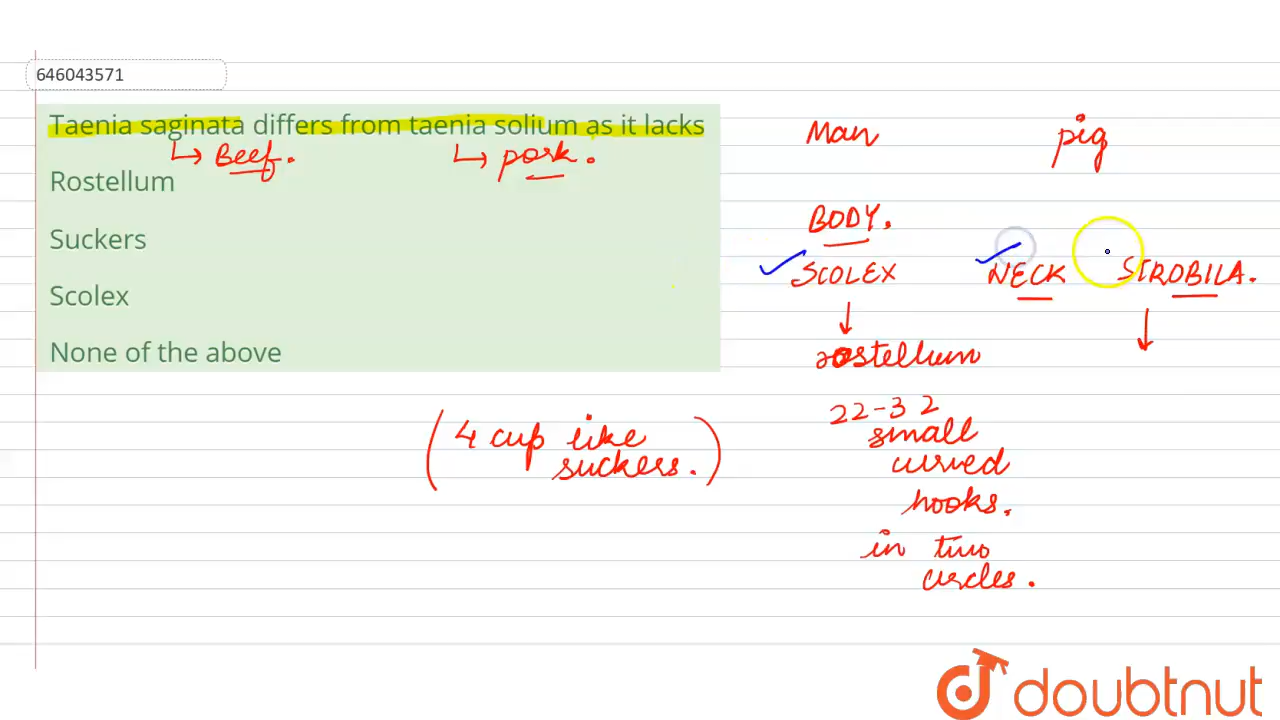 646043571
Taenia saginata differs from taenia solium as it lacks
↳ Beef. ↳ pork.
Rostellum
Suckers
Scolex
None of the above
(4 cup like
suckers.)
Man pig
BODY.
SCOLEX NECK STROBILA.
rostellum
22-32
small
curved
hooks.
in two
circles.
doubtnut